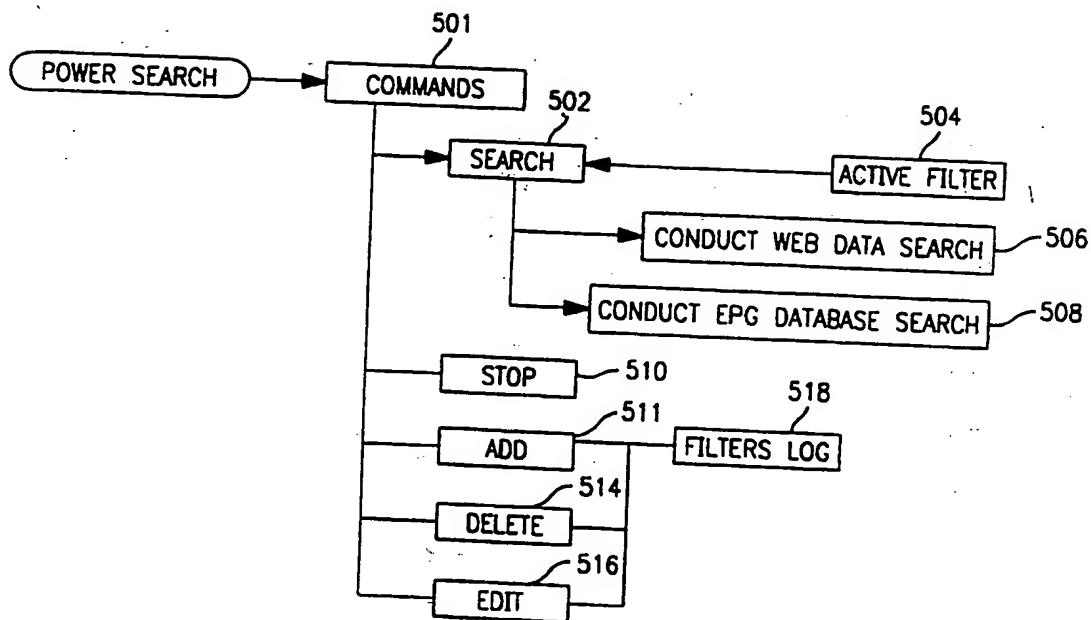 501
POWER SEARCH
COMMANDS
502
504
SEARCH
ACTIVE FILTER
CONDUCT WEB DATA SEARCH
506
CONDUCT EPG DATABASE SEARCH
508
STOP
510
518
511
ADD
FILTERS LOG
514
DELETE
516
EDIT